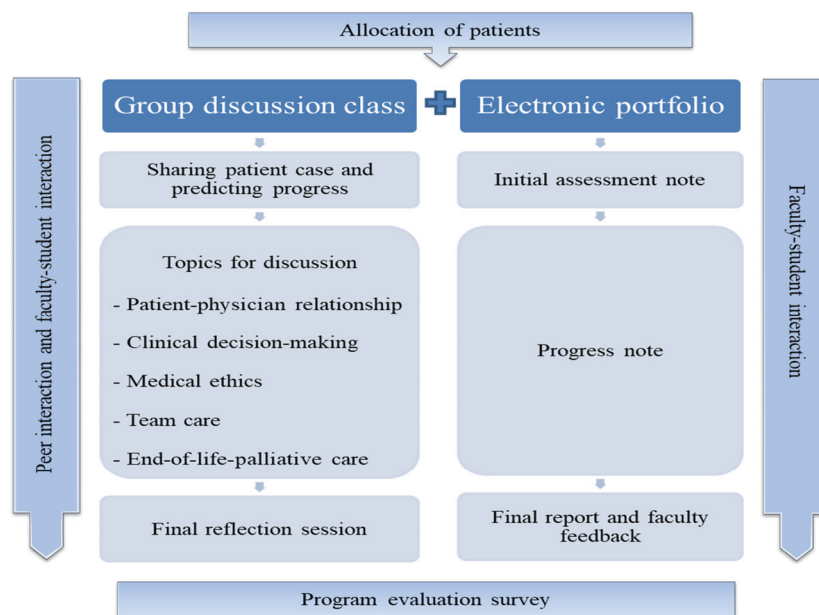 Allocation of patients
Group discussion class
Electronic portfolio
Sharing patient case and
predicting progress
Initial assessment note
Topics for discussion
- Patient-physician relationship
- Clinical decision-making
- Medical ethics
- Team care
- End-of-life-palliative care
Progress note
Final reflection session
Final report and faculty
feedback
Peer interaction and faculty-student interaction
Faculty-student
interaction
Program evaluation survey